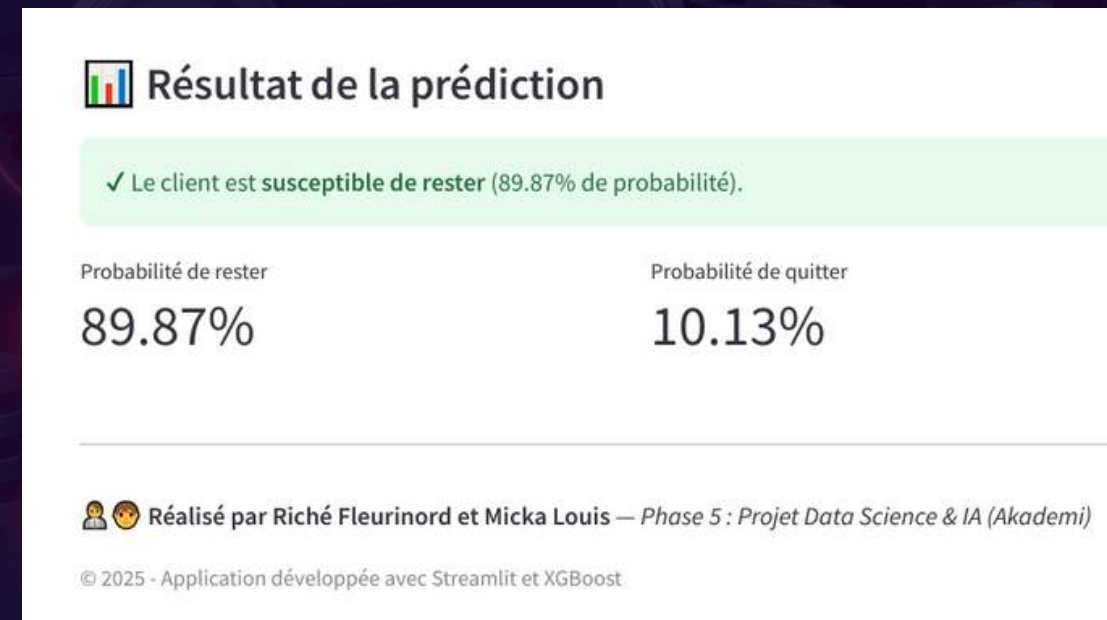 Résultat de la prédiction
✓ Le client est susceptible de rester (89.87% de probabilité).
Probabilité de rester
89.87%
Probabilité de quitter
10.13%
Réalisé par Riché Fleurinord et Micka Louis — Phase 5 : Projet Data Science & IA (Akademi)
© 2025 - Application développée avec Streamlit et XGBoost